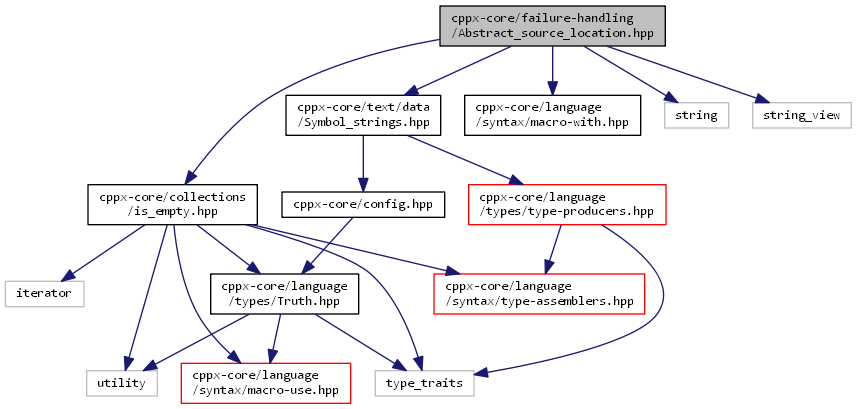 cppx-core/failure-handling
/Abstract_source_location.hpp
cppx-core/text/data
/Symbol_strings.hpp
cppx-core/language
/syntax/macro-with.hpp
string
string_view
cppx-core/collections
/is_empty.hpp
cppx-core/config.hpp
cppx-core/language
/types/type-producers.hpp
iterator
cppx-core/language
/types/Truth.hpp
cppx-core/language
/syntax/type-assemblers.hpp
utility
cppx-core/language
/syntax/macro-use.hpp
type_traits